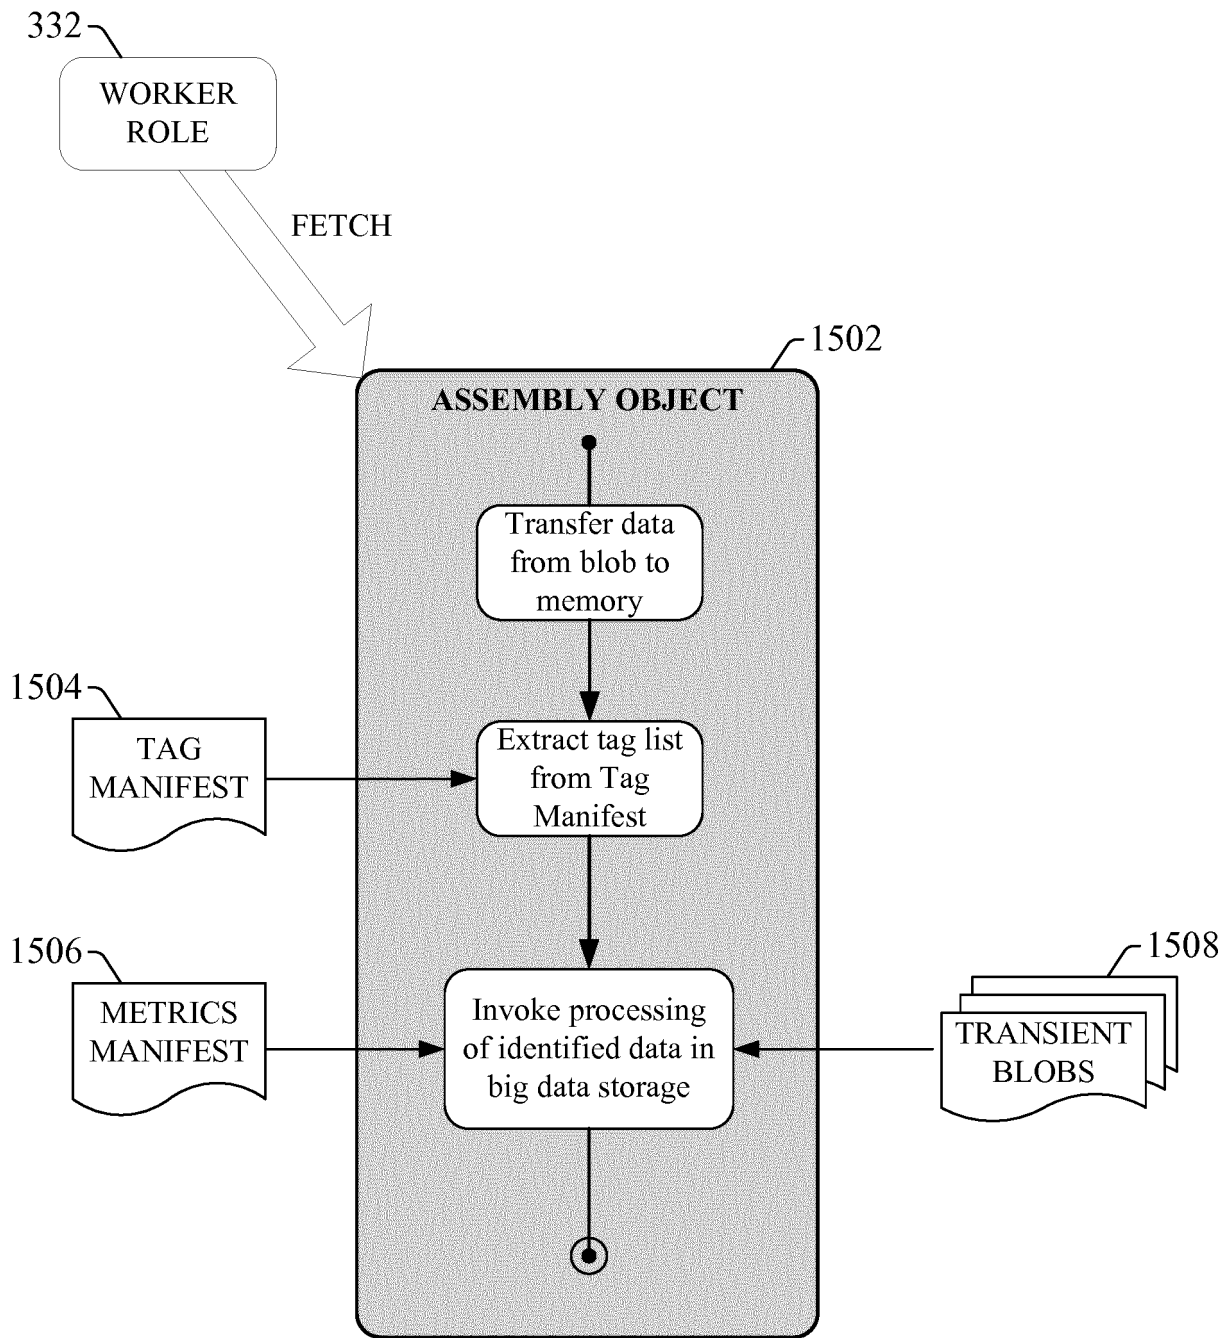 332
WORKER
ROLE
FETCH
1502
ASSEMBLY OBJECT
Transfer data
from blob to
memory
1504
TAG
MANIFEST
Extract tag list
from Tag
Manifest
1506
METRICS
MANIFEST
Invoke processing
of identified data in
big data storage
1508
TRANSIENT
BLOBS